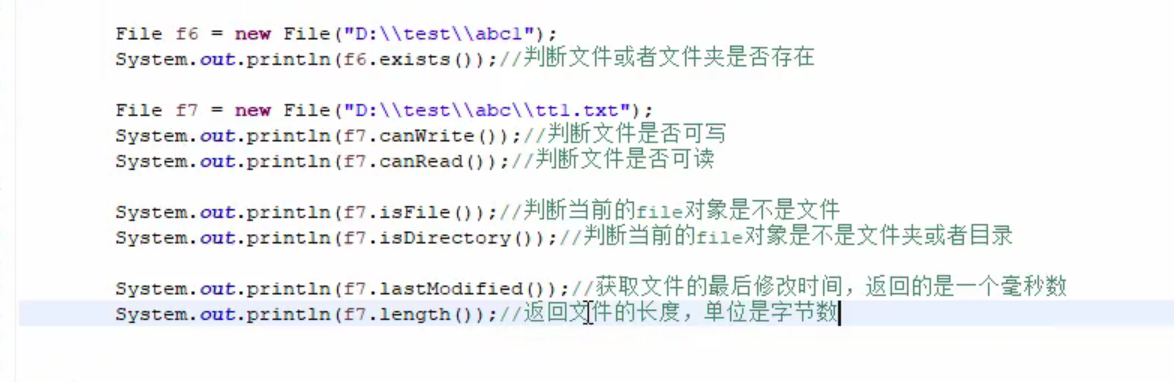 File f6 = new File("D:\\test\\abc1");
System.out.println(f6.exists());//判断文件或者文件夹是否存在
File f7 = new File("D:\\test\\abc\\tt1.txt");
System.out.println(f7.canWrite());//判断文件是否可写
System.out.println(f7.canRead());//判断文件是否可读
System.out.println(f7.isFile());//判断当前的file对象是不是文件
System.out.println(f7.isDirectory());//判断当前的file对象是不是文件夹或者目录
System.out.println(f7.lastModified());//获取文件的最后修改时间，返回的是一个毫秒数
System.out.println(f7.length());//返回文件的长度，单位是字节数